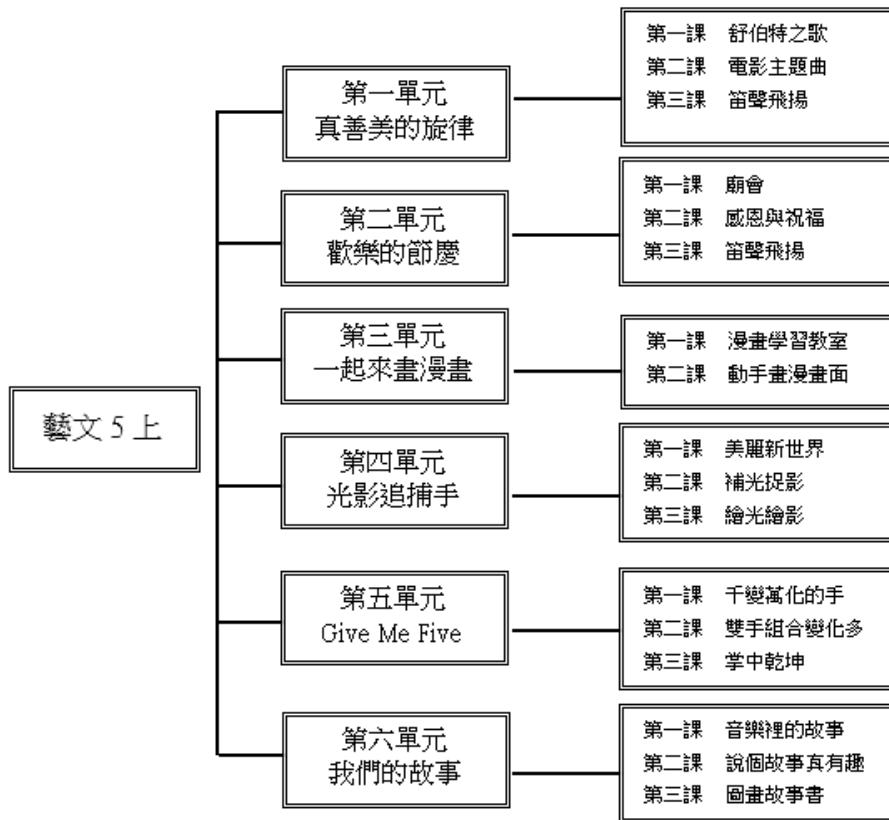 藝文 5 上
第一單元
真善美的旋律
第一課 舒伯特之歌
第二課 電影主題曲
第三課 笛聲飛揚
第二單元
歡樂的節慶
第一課 廟會
第二課 感恩與祝福
第三課 笛聲飛揚
第三單元
一起來畫漫畫
第一課 漫畫學習教室
第二課 動手畫漫畫面
第四單元
光影追捕手
第一課 美麗新世界
第二課 補光捉影
第三課 繪光繪影
第五單元
Give Me Five
第一課 千變萬化的手
第二課 雙手組合變化多
第三課 掌中乾坤
第六單元
我們的故事
第一課 音樂裡的故事
第二課 說個故事真有趣
第三課 圖畫故事書